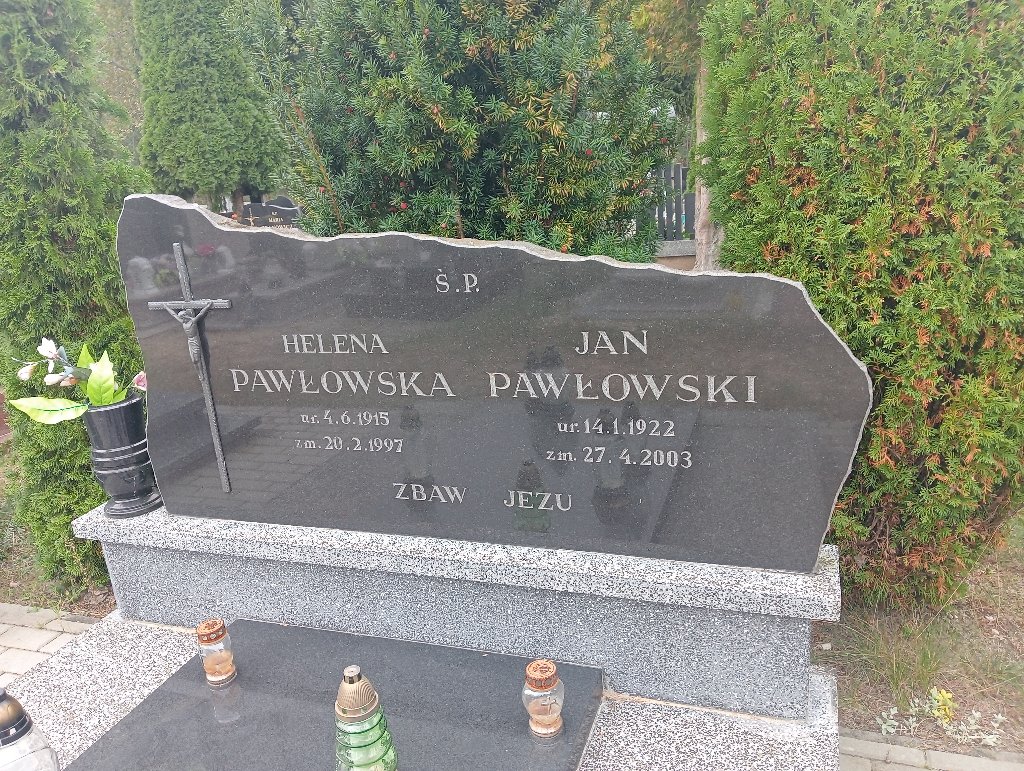 Ś.P.
HELENA
PAWŁOWSKA
ur. 4.6.1915
zm. 20.2.1997
JAN
PAWŁOWSKI
ur. 14.1.1922
zm. 27.4.2003
ZBAW JEZU
MARIA